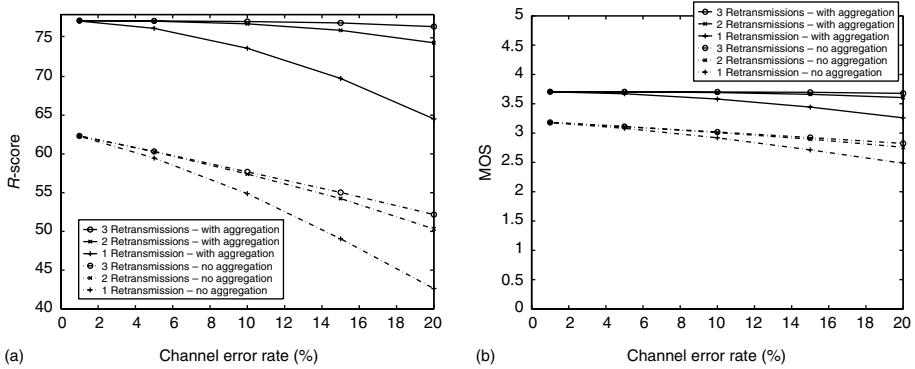 75
70
65
60
55
50
45
40
R-score
3 Retransmissions – with aggregation
2 Retransmissions – with aggregation
1 Retransmission – with aggregation
3 Retransmissions – no aggregation
2 Retransmissions – no aggregation
1 Retransmission – no aggregation
0 2 4 6 8 10 12 14 16 18 20
(a) Channel error rate (%)
5
4.5
4
3.5
3
2.5
2
1.5
1
0.5
0
MOS
3 Retransmissions – with aggregation
2 Retransmissions – with aggregation
1 Retransmission – with aggregation
3 Retransmissions – no aggregation
2 Retransmissions – no aggregation
1 Retransmission – no aggregation
0 2 4 6 8 10 12 14 16 18 20
(b) Channel error rate (%)